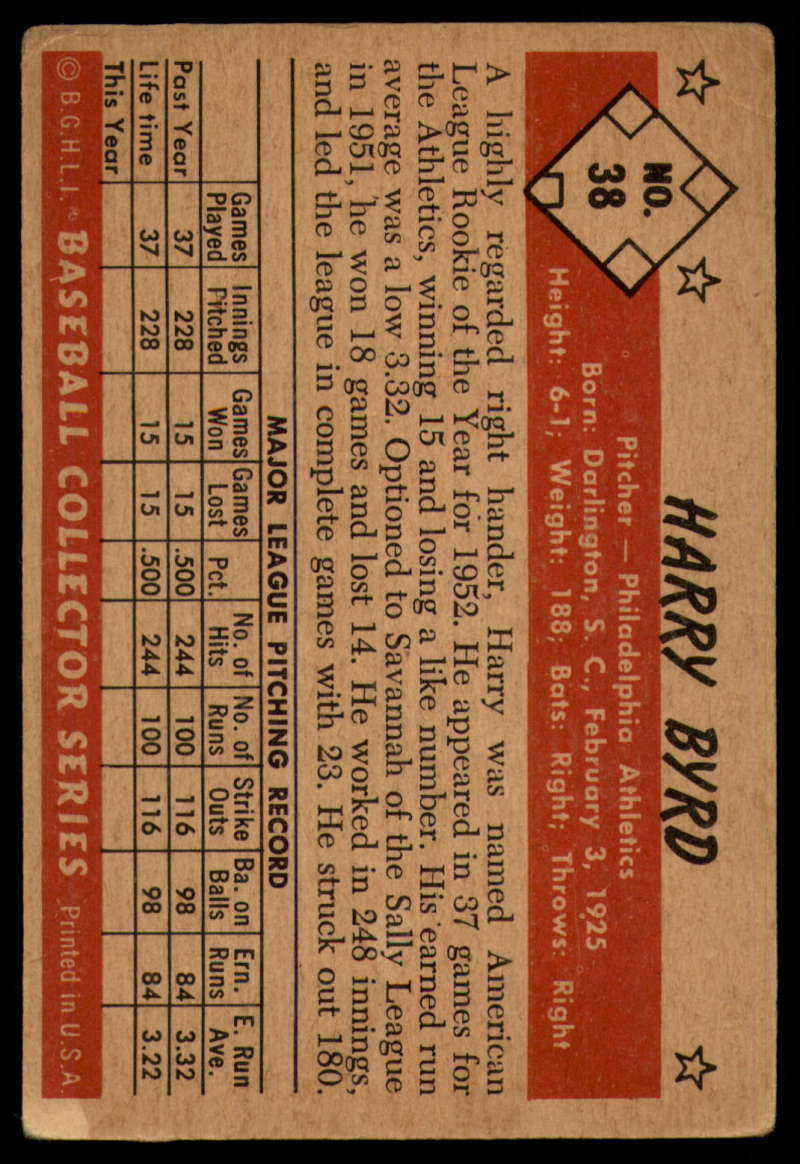 HARRY BYRD
NO.
38
Pitcher — Philadelphia Athletics
Born: Darlington, S. C., February 3, 1925
Height: 6-1; Weight: 188; Bats: Right; Throws: Right
A highly regarded right hander, Harry was named American
League Rookie of the Year for 1952. He appeared in 37 games for
the Athletics, winning 15 and losing a like number. His earned run
average was a low 3.32. Optioned to Savannah of the Sally League
in 1951, he won 18 games and lost 14. He worked in 248 innings,
and led the league in complete games with 23. He struck out 180.
MAJOR LEAGUE PITCHING RECORD
Games Innings Games Games No. of No. of Strike Ba. on Ern. E. Run
Played Pitched Won Lost Pct. Hits Runs Outs Balls Runs Ave.
Past Year 37 228 15 15 .500 244 100 116 98 84 3.32
Life time 37 228 15 15 .500 244 100 116 98 84 3.22
This Year
© B.G.H.L.I. BASEBALL COLLECTOR SERIES Printed in U.S.A.